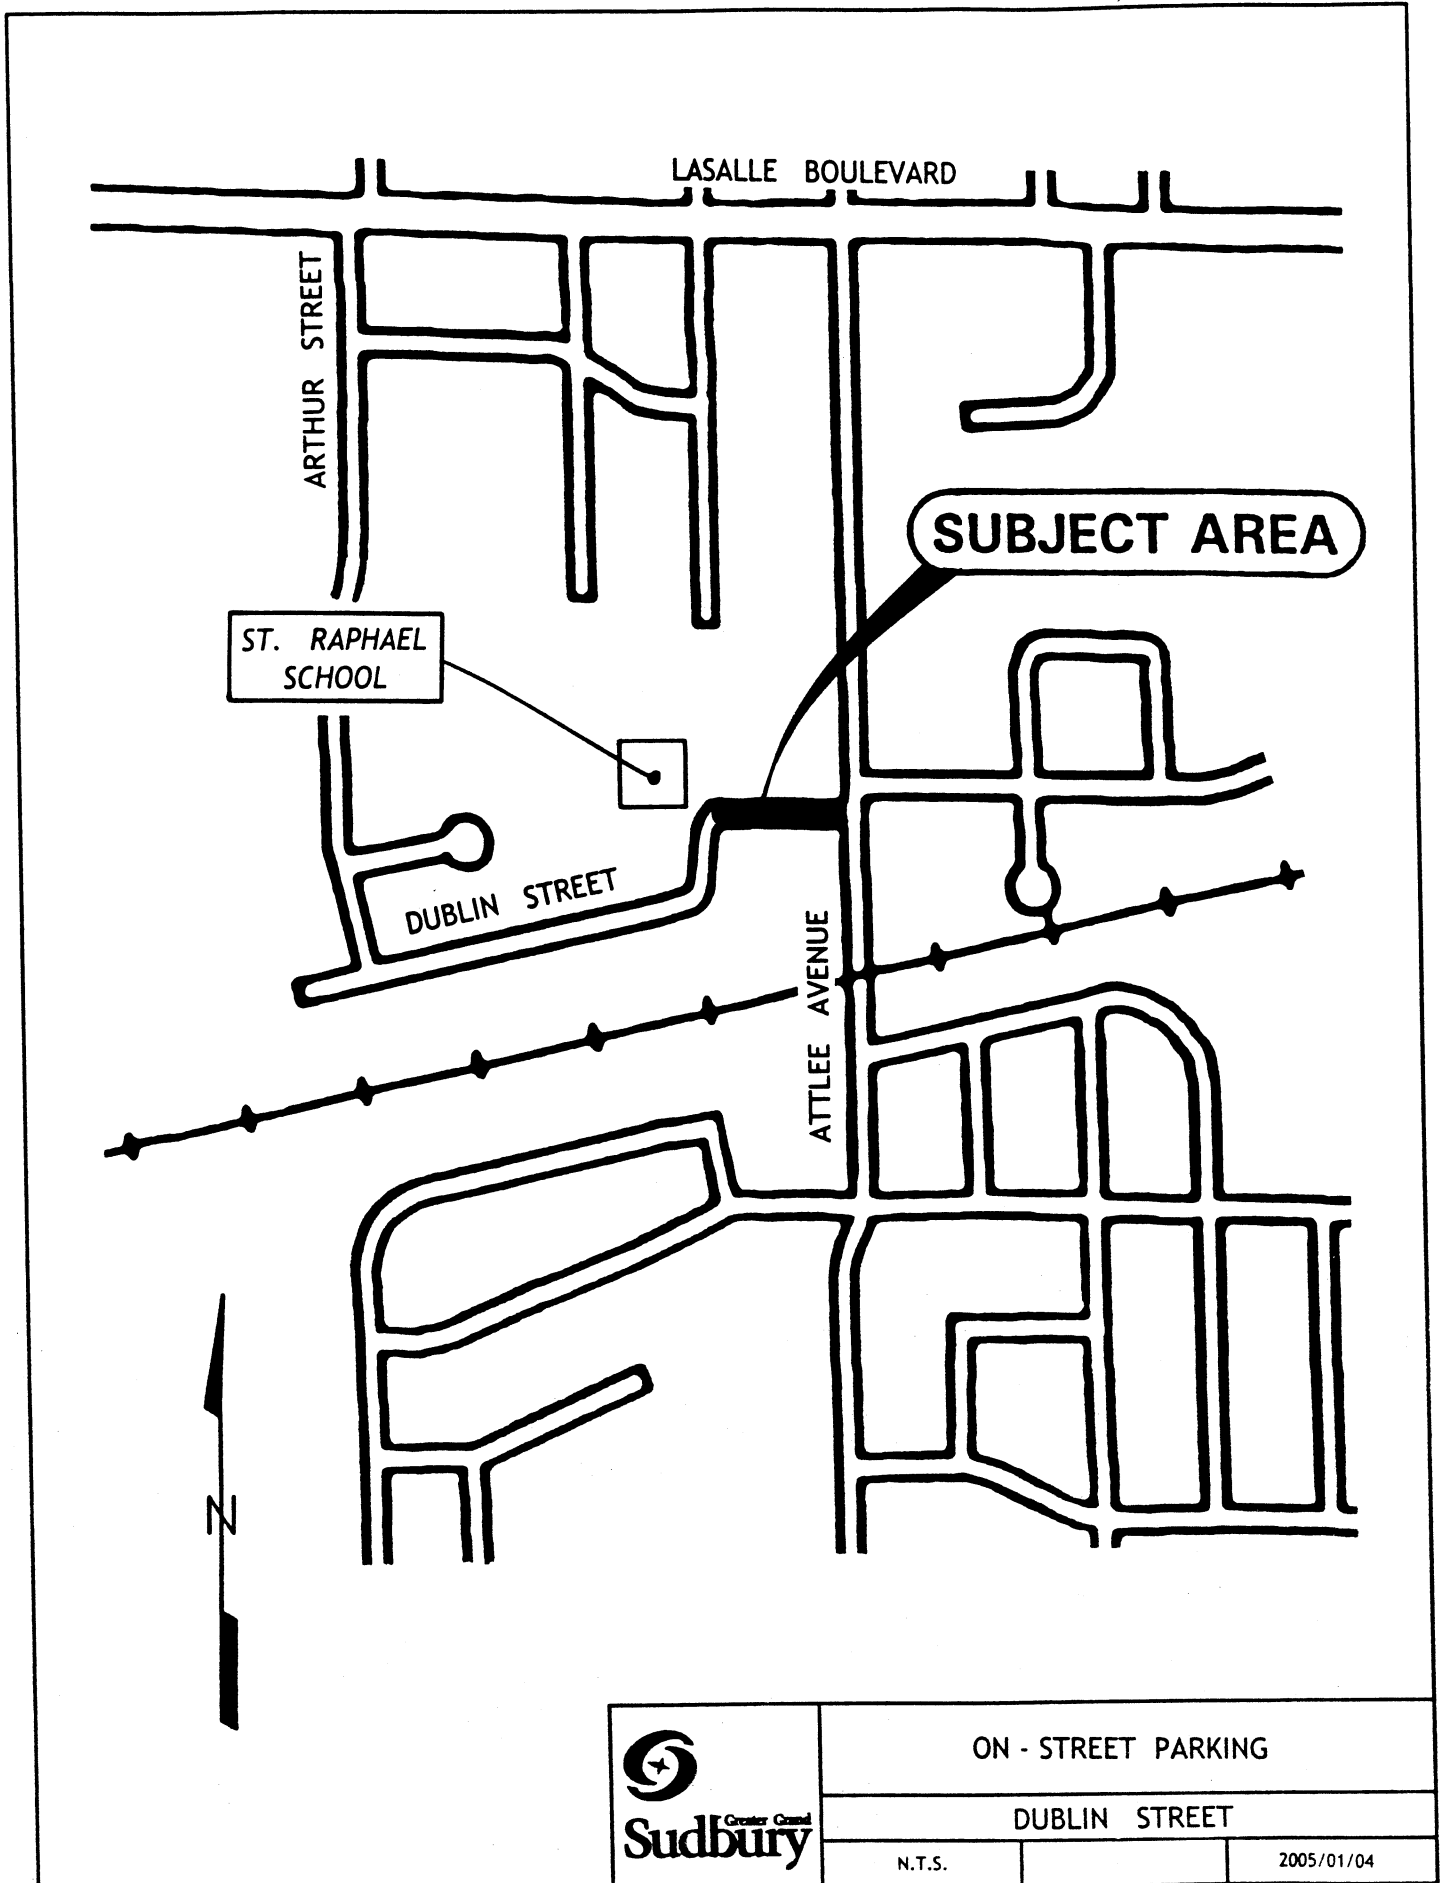 LASALLE BOULEVARD
ARTHUR STREET
SUBJECT AREA
ST. RAPHAEL
SCHOOL
DUBLIN STREET
ATTLEE AVENUE
N
ON - STREET PARKING
Greater Grand
Sudbury
DUBLIN STREET
N.T.S.
2005/01/04